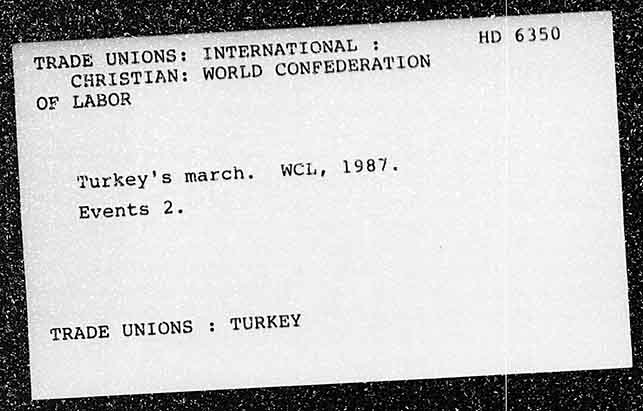 TRADE UNIONS: INTERNATIONAL : HD 6350
CHRISTIAN: WORLD CONFEDERATION
OF LABOR
Turkey's march. WCL, 1987.
Events 2.
TRADE UNIONS : TURKEY